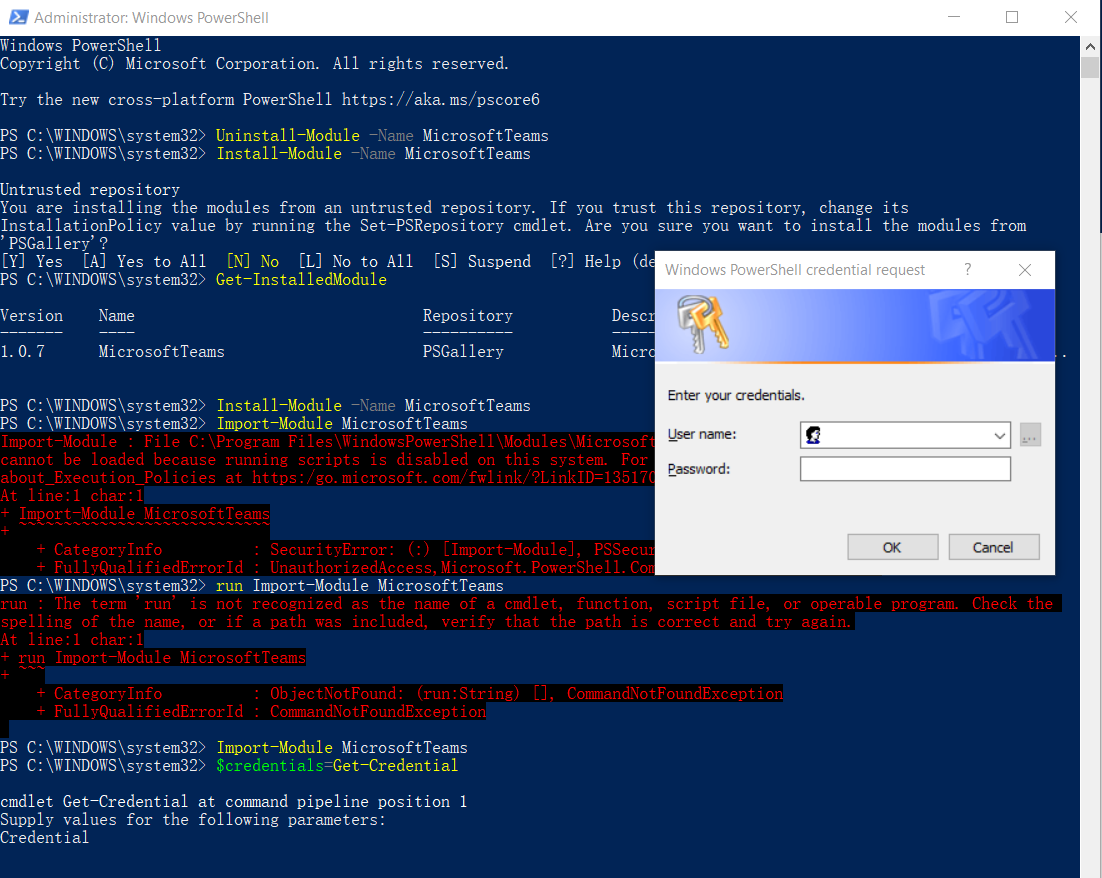 Administrator: Windows PowerShell
Windows PowerShell
Copyright (C) Microsoft Corporation. All rights reserved.
Try the new cross-platform PowerShell https://aka.ms/pscore6
PS C:\WINDOWS\system32> Uninstall-Module -Name MicrosoftTeams
PS C:\WINDOWS\system32> Install-Module -Name MicrosoftTeams
Untrusted repository
You are installing the modules from an untrusted repository. If you trust this repository, change its
InstallationPolicy value by running the Set-PSRepository cmdlet. Are you sure you want to install the modules from
'PSGallery'?
[Y] Yes  [A] Yes to All  [N] No  [L] No to All  [S] Suspend  [?] Help (de
PS C:\WINDOWS\system32> Get-InstalledModule
Version    Name                                Repository           Descr
-------    ----                                ----------           -----
1.0.7      MicrosoftTeams                      PSGallery            Micro
..
PS C:\WINDOWS\system32> Install-Module -Name MicrosoftTeams
PS C:\WINDOWS\system32> Import-Module MicrosoftTeams
Import-Module : File C:\Program Files\WindowsPowerShell\Modules\Microsoft
cannot be loaded because running scripts is disabled on this system. For
about_Execution_Policies at https:/go.microsoft.com/fwlink/?LinkID=135170
At line:1 char:1
+ Import-Module MicrosoftTeams
+ ~~~~~~~~~~~~~~~~~~~~~~~~~~~~
    + CategoryInfo          : SecurityError: (:) [Import-Module], PSSecur
    + FullyQualifiedErrorId : UnauthorizedAccess,Microsoft.PowerShell.Com
PS C:\WINDOWS\system32> run Import-Module MicrosoftTeams
run : The term 'run' is not recognized as the name of a cmdlet, function, script file, or operable program. Check the
spelling of the name, or if a path was included, verify that the path is correct and try again.
At line:1 char:1
+ run Import-Module MicrosoftTeams
+ ~~~
    + CategoryInfo          : ObjectNotFound: (run:String) [], CommandNotFoundException
    + FullyQualifiedErrorId : CommandNotFoundException
PS C:\WINDOWS\system32> Import-Module MicrosoftTeams
PS C:\WINDOWS\system32> $credentials=Get-Credential
cmdlet Get-Credential at command pipeline position 1
Supply values for the following parameters:
Credential
Windows PowerShell credential request
?
Enter your credentials.
User name:
...
Password:
OK
Cancel